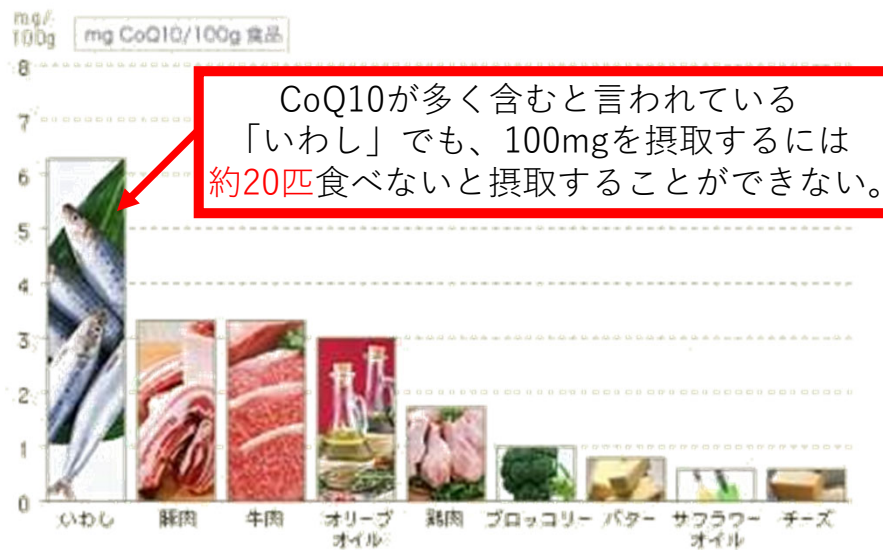 mg/
100g
mg CoQ10/100g 食品
8
CoQ10が多く含むと言われている
「いわし」でも、100mgを摂取するには
約20匹食べないと摂取することができない。
7
6
5
4
3
2
1
0
いわし
豚肉
牛肉
オリーブ
オイル
鶏肉
ブロッコリー
バター
サフラワー
オイル
チーズ